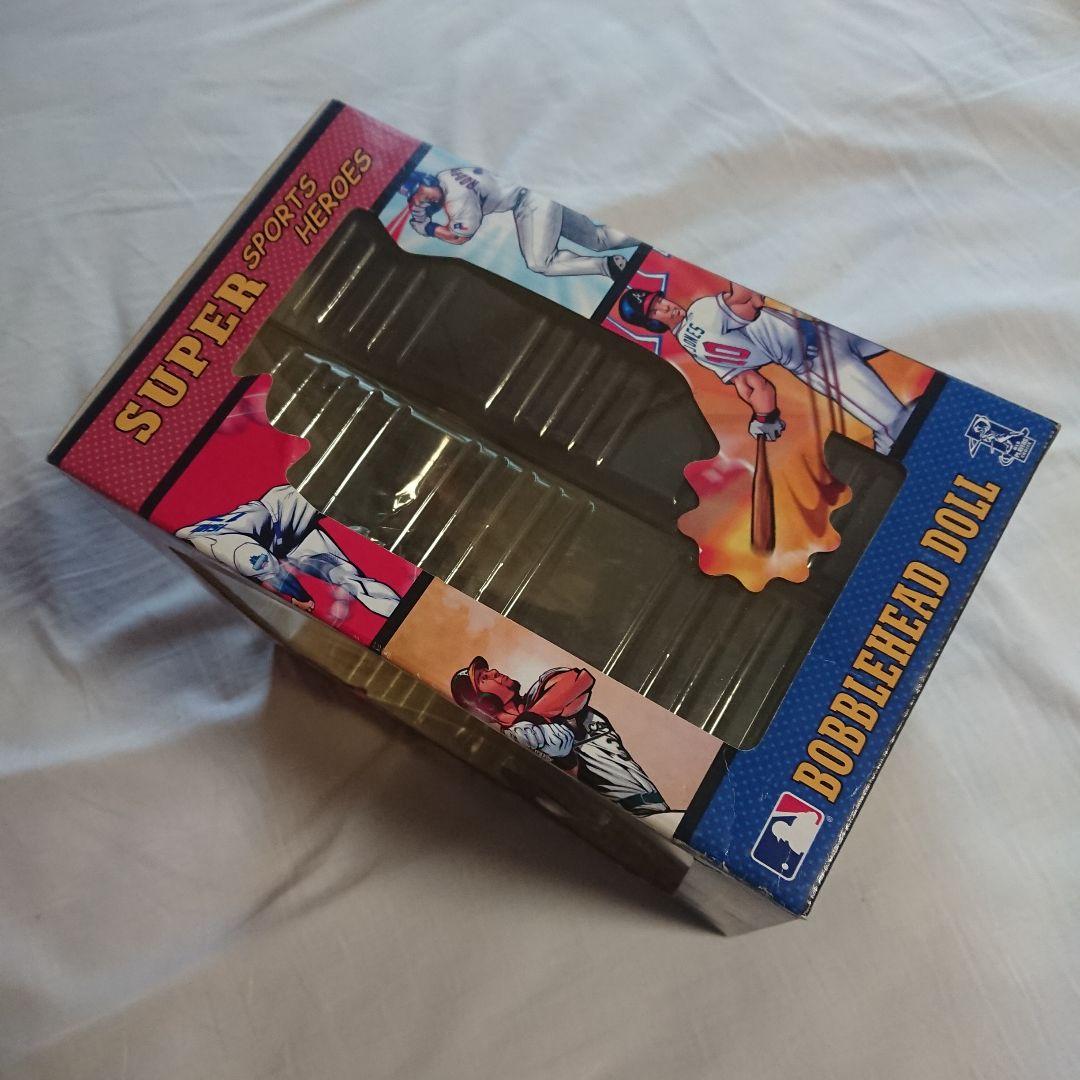 SUPER
SPORTS
HEROES
JONES
10
BOBBLEHEAD DOLL